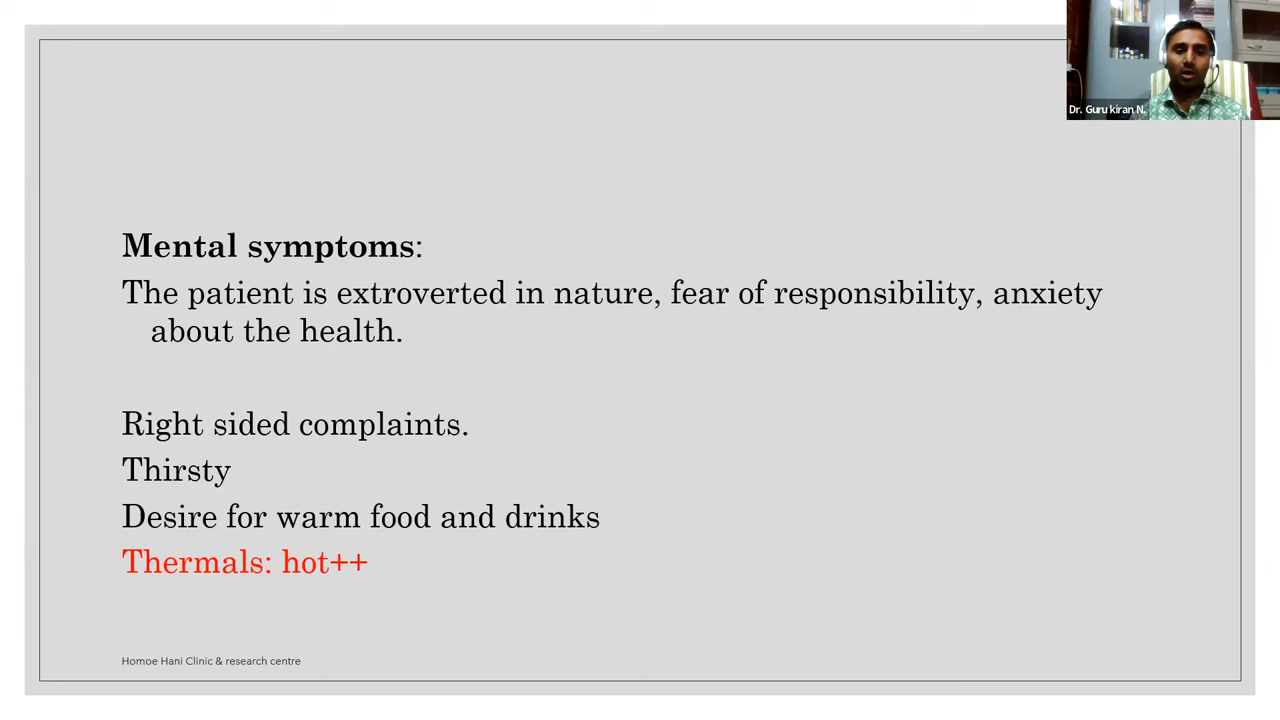 Dr. Guru kiran N.
Mental symptoms:
The patient is extroverted in nature, fear of responsibility, anxiety
about the health.
Right sided complaints.
Thirsty
Desire for warm food and drinks
Thermals: hot++
Homoe Hani Clinic & research centre